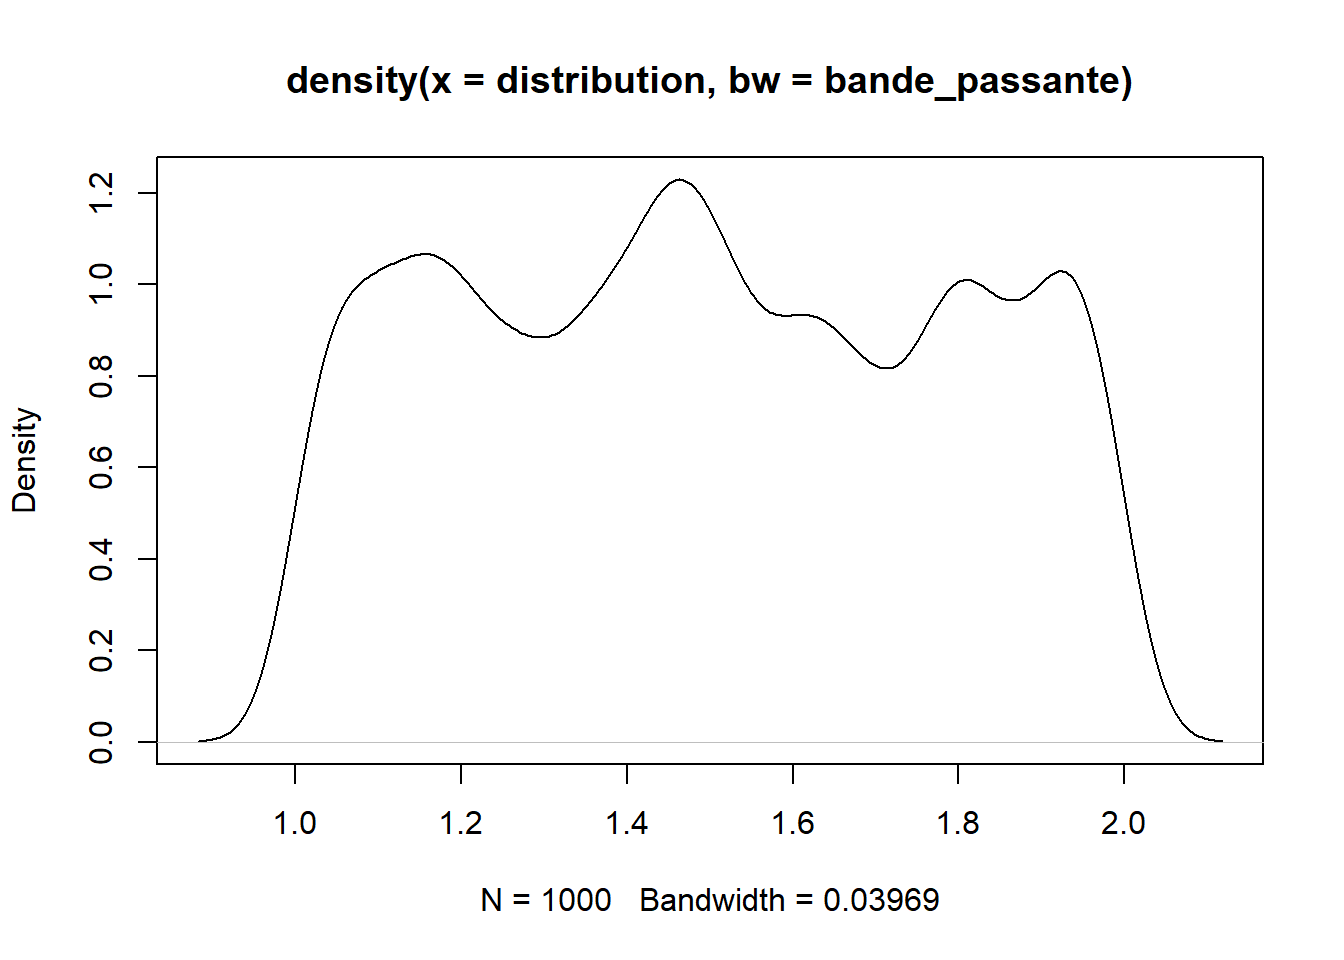 density(x = distribution, bw = bande_passante)
Density
1.2
1.0
0.8
0.6
0.4
0.2
0.0
1.0 1.2 1.4 1.6 1.8 2.0
N = 1000 Bandwidth = 0.03969